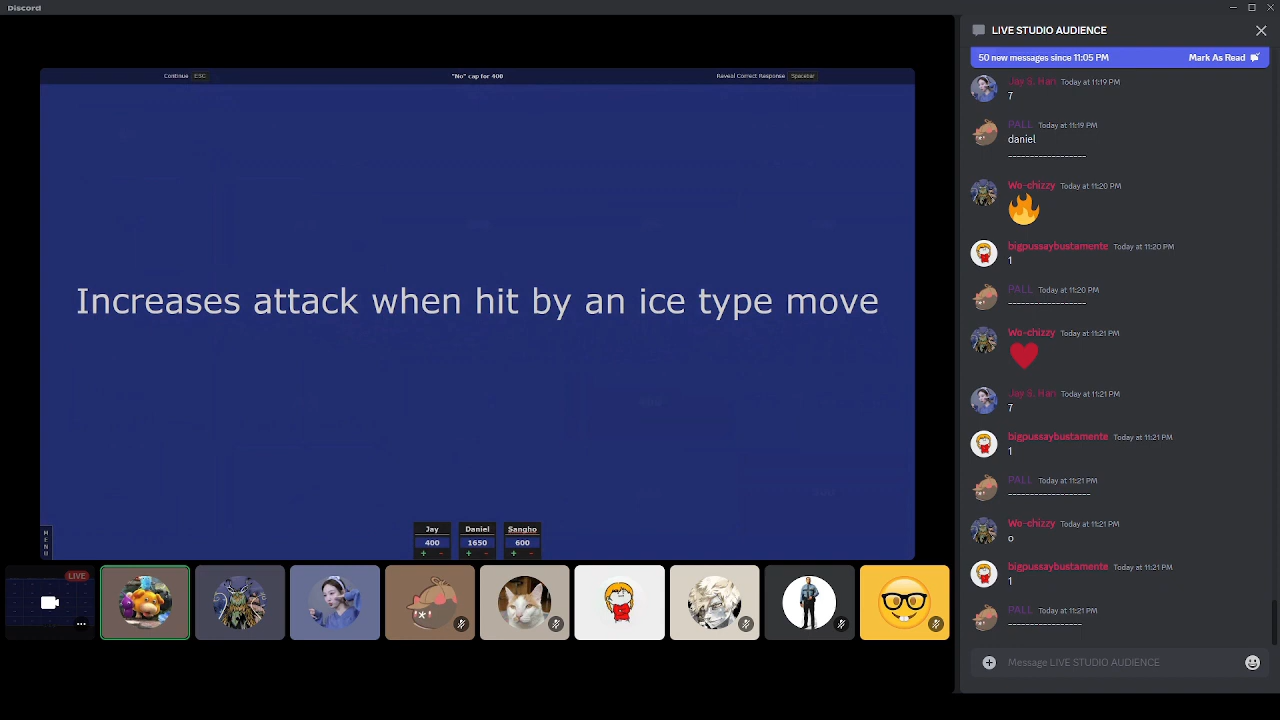 Discord
LIVE STUDIO AUDIENCE
50 new messages since 11:05 PM Mark As Read
Jay S. Han Today at 11:19 PM
7
PALL Today at 11:19 PM
daniel
------------------
Wo-chizzy Today at 11:20 PM
bigpussaybustamente Today at 11:20 PM
1
PALL Today at 11:20 PM
------------------
Wo-chizzy Today at 11:21 PM
Jay S. Han Today at 11:21 PM
7
bigpussaybustamente Today at 11:21 PM
1
PALL Today at 11:21 PM
-------------------
Wo-chizzy Today at 11:21 PM
o
bigpussaybustamente Today at 11:21 PM
1
PALL Today at 11:21 PM
-----------------
Message LIVE STUDIO AUDIENCE
Continue ESC "No" cap for 400 Reveal Correct Response Spacebar
Increases attack when hit by an ice type move
MENU
Jay Daniel Sangho
400 1650 600
+ - + - + -
LIVE